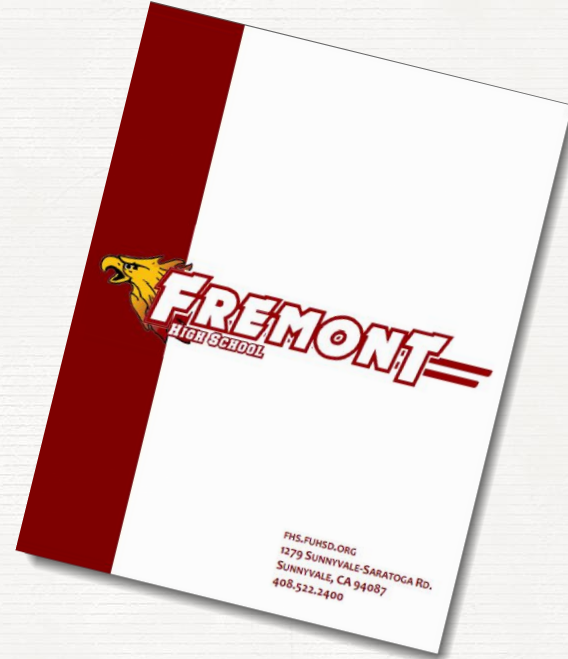 FREMONT
HIGH SCHOOL
FHS.FUHSD.ORG
1279 SUNNYVALE-SARATOGA RD.
SUNNYVALE, CA 94087
408.522.2400